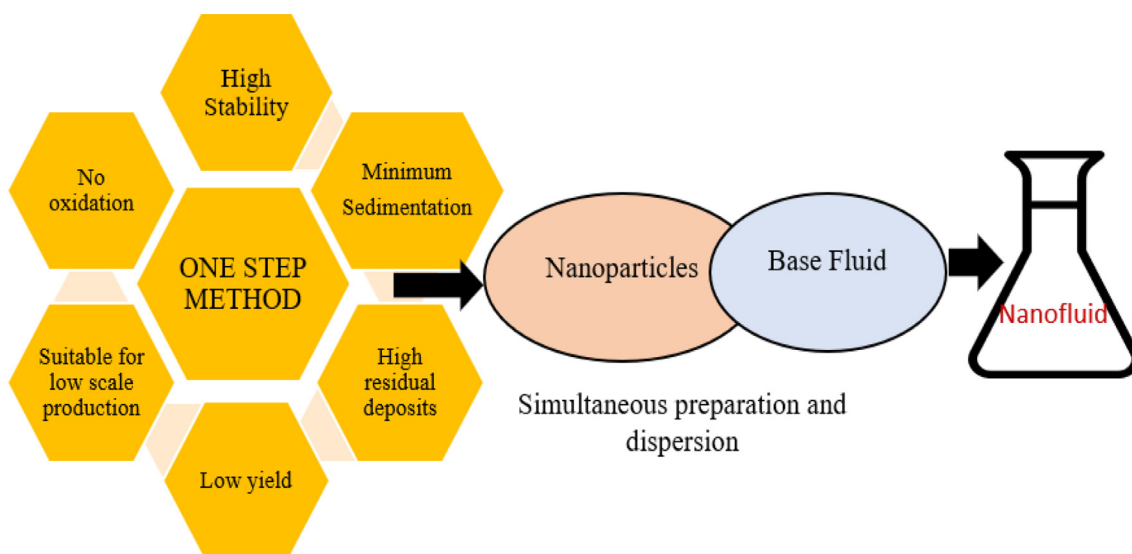 High
Stability
No
oxidation
Minimum
Sedimentation
ONE STEP
METHOD
Suitable for
low scale
production
High
residual
deposits
Low yield
Nanoparticles
Base Fluid
Simultaneous preparation and
dispersion
Nanofluid